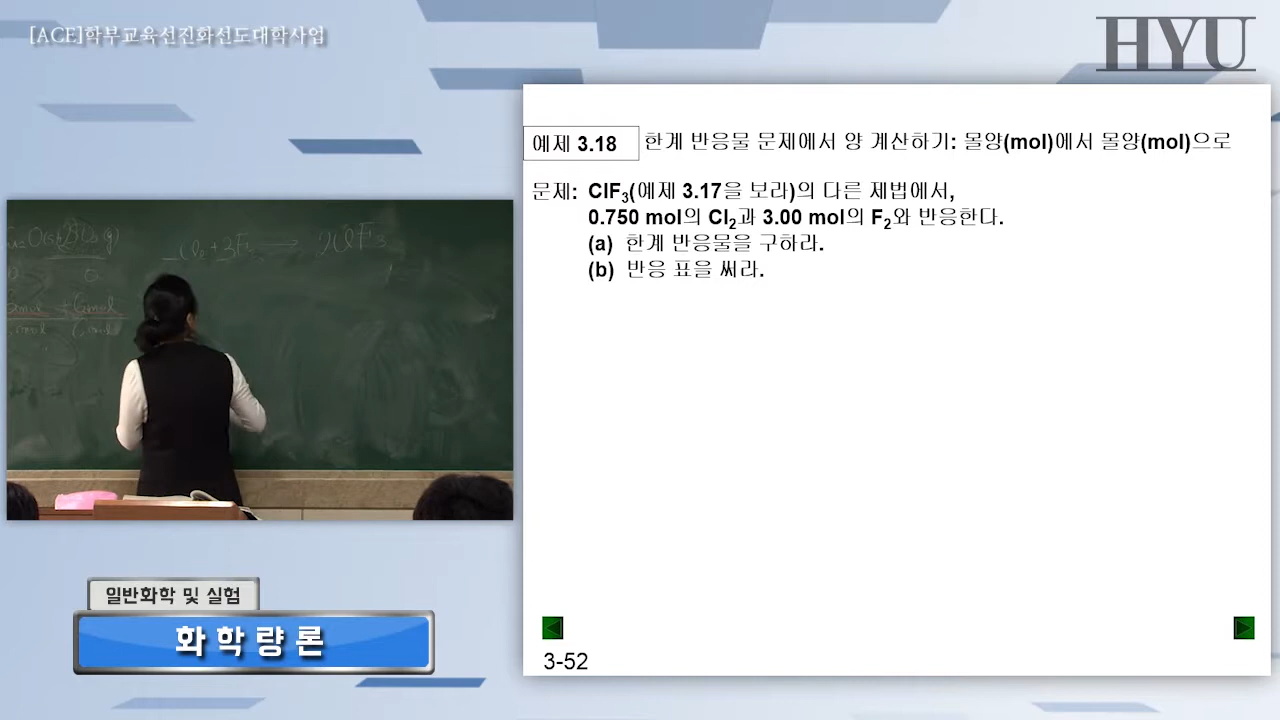 [ACE]학부교육선진화선도대학사업
HYU
예제 3.18 한계 반응물 문제에서 양 계산하기: 몰양(mol)에서 몰양(mol)으로
문제: ClF3(예제 3.17을 보라)의 다른 제법에서,
0.750 mol의 Cl2과 3.00 mol의 F2와 반응한다.
(a) 한계 반응물을 구하라.
(b) 반응 표을 써라.
Cl2 + 3F2 → 2ClF3
일반화학 및 실험
화학량론
3-52